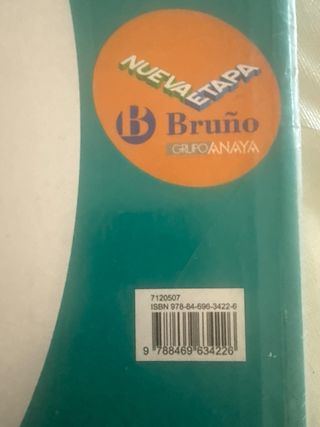 NUEVA ETAPA
B Bruño
GRUPO ANAYA
7120507
ISBN 978-84-696-3422-6
9 788469 634226